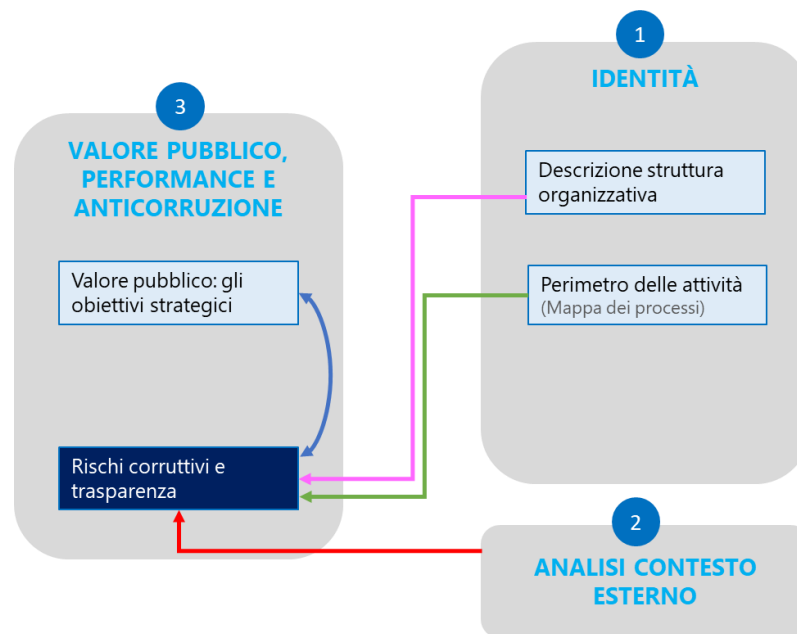 1
IDENTITÀ
Descrizione struttura
organizzativa
Perimetro delle attività
(Mappa dei processi)
2
ANALISI CONTESTO
ESTERNO
3
VALORE PUBBLICO,
PERFORMANCE E
ANTICORRUZIONE
Valore pubblico: gli
obiettivi strategici
Rischi corruttivi e
trasparenza